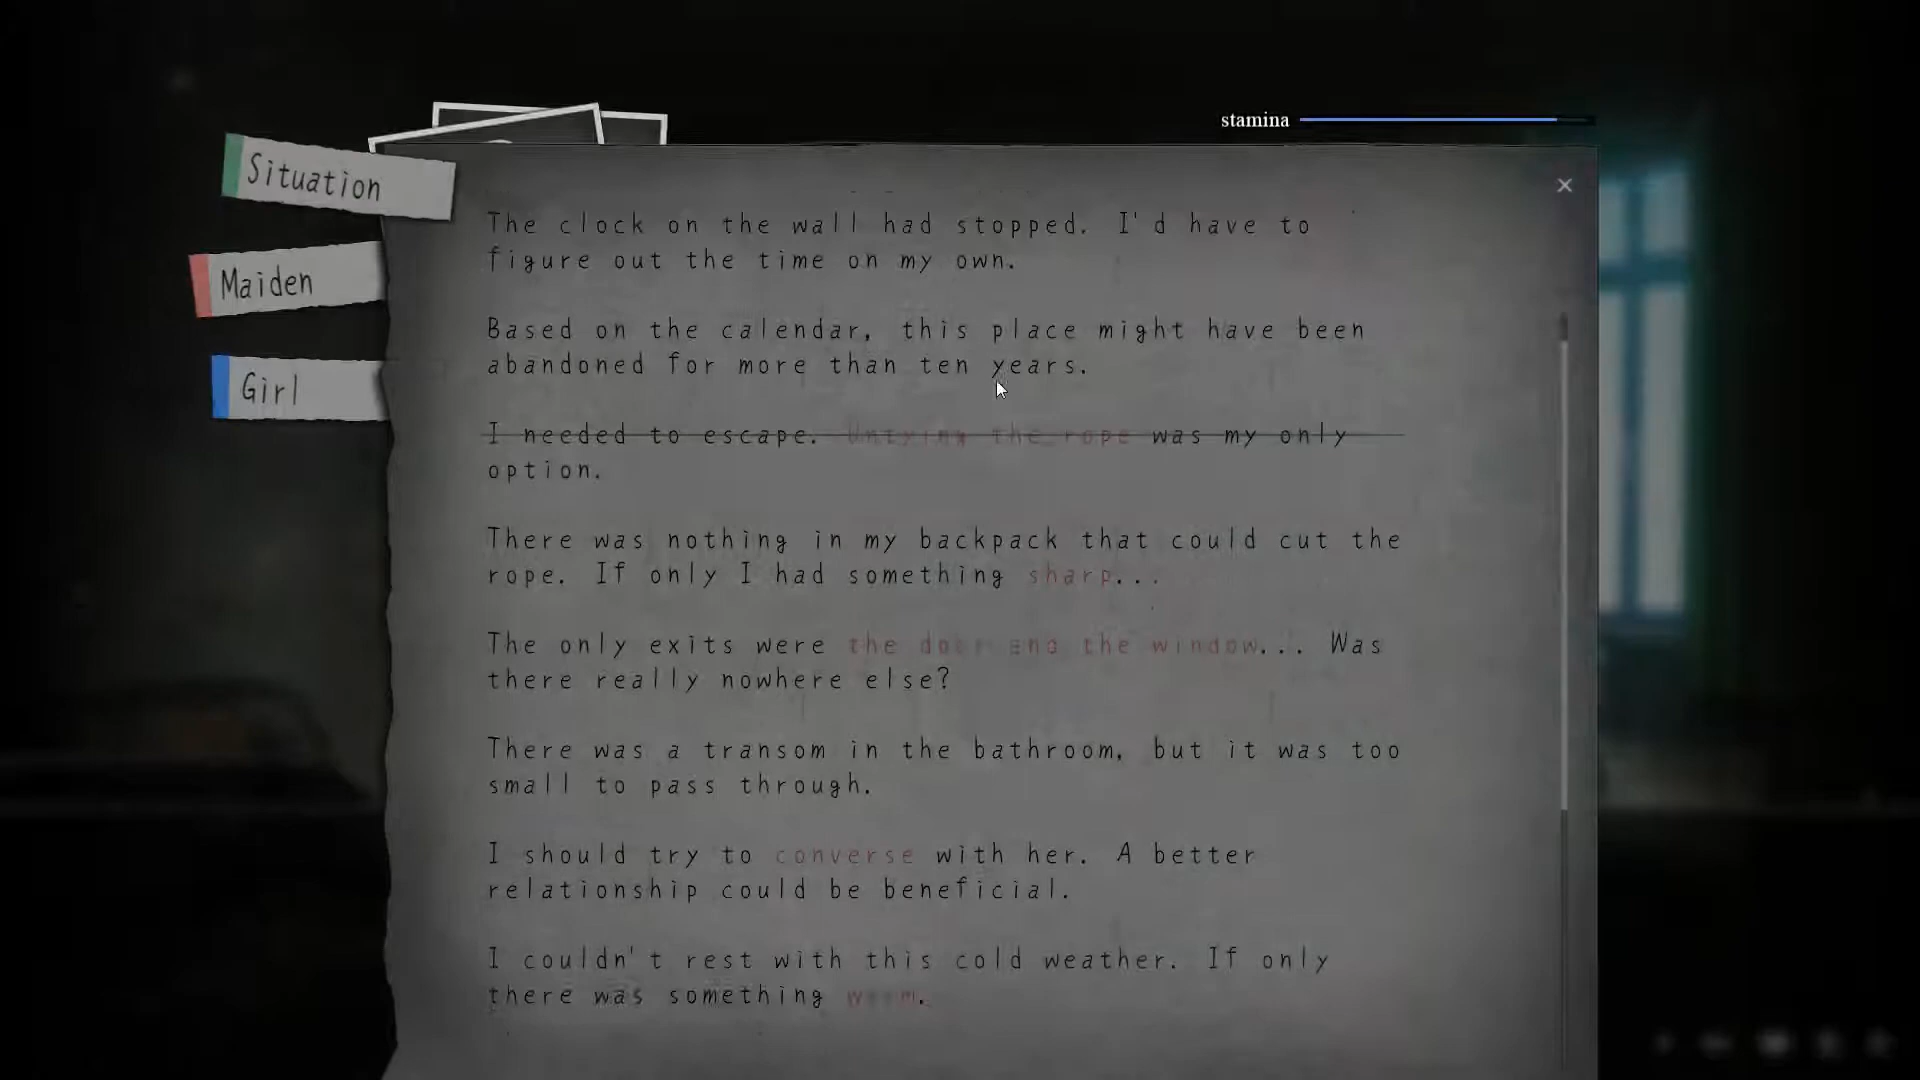 stamina
Situation
Maiden
Girl
The clock on the wall had stopped. I'd have to
figure out the time on my own.
Based on the calendar, this place might have been
abandoned for more than ten years.
I needed to escape. Untying the rope was my only
option.
There was nothing in my backpack that could cut the
rope. If only I had something sharp...
The only exits were the door and the window... Was
there really nowhere else?
There was a transom in the bathroom, but it was too
small to pass through.
I should try to converse with her. A better
relationship could be beneficial.
I couldn't rest with this cold weather. If only
there was something warm.